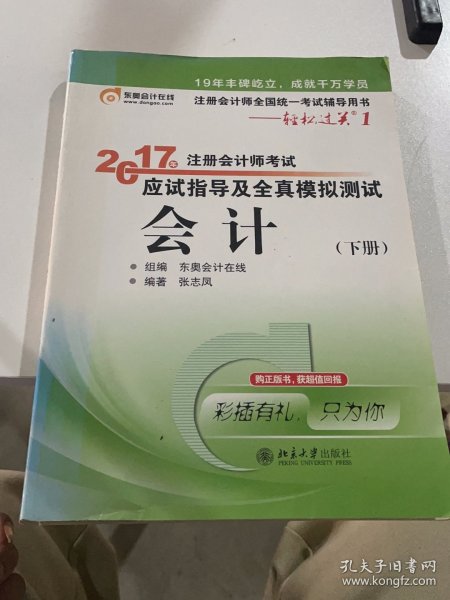 19年丰碑屹立，成就千万学员
东奥会计在线
www.dongao.com
注册会计师全国统一考试辅导用书
——轻松过关®1
2017年 注册会计师考试
应试指导及全真模拟测试
会计
（下册）
● 组编 东奥会计在线
● 编著 张志凤
购正版书，获超值回报
彩插有礼，只为你
北京大学出版社
PEKING UNIVERSITY PRESS
孔夫子旧书网
www.kongfz.com